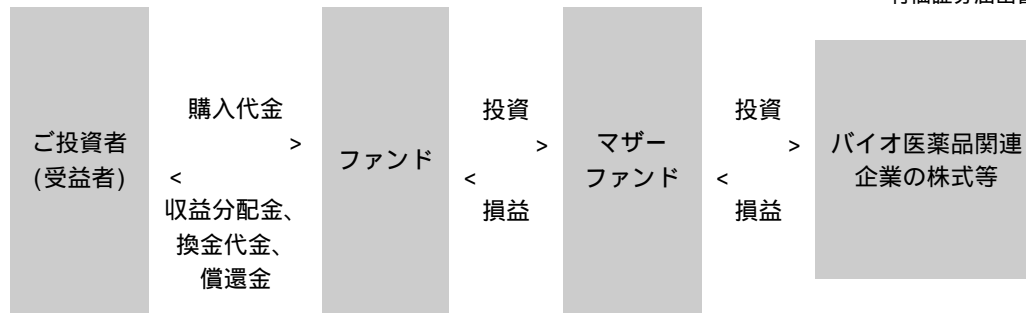 購入代金
投資
投資
ご投資者
(受益者)
>
ファンド
>
マザー
ファンド
>
バイオ医薬品関連
企業の株式等
<
<
<
収益分配金、
換金代金、
償還金
損益
損益